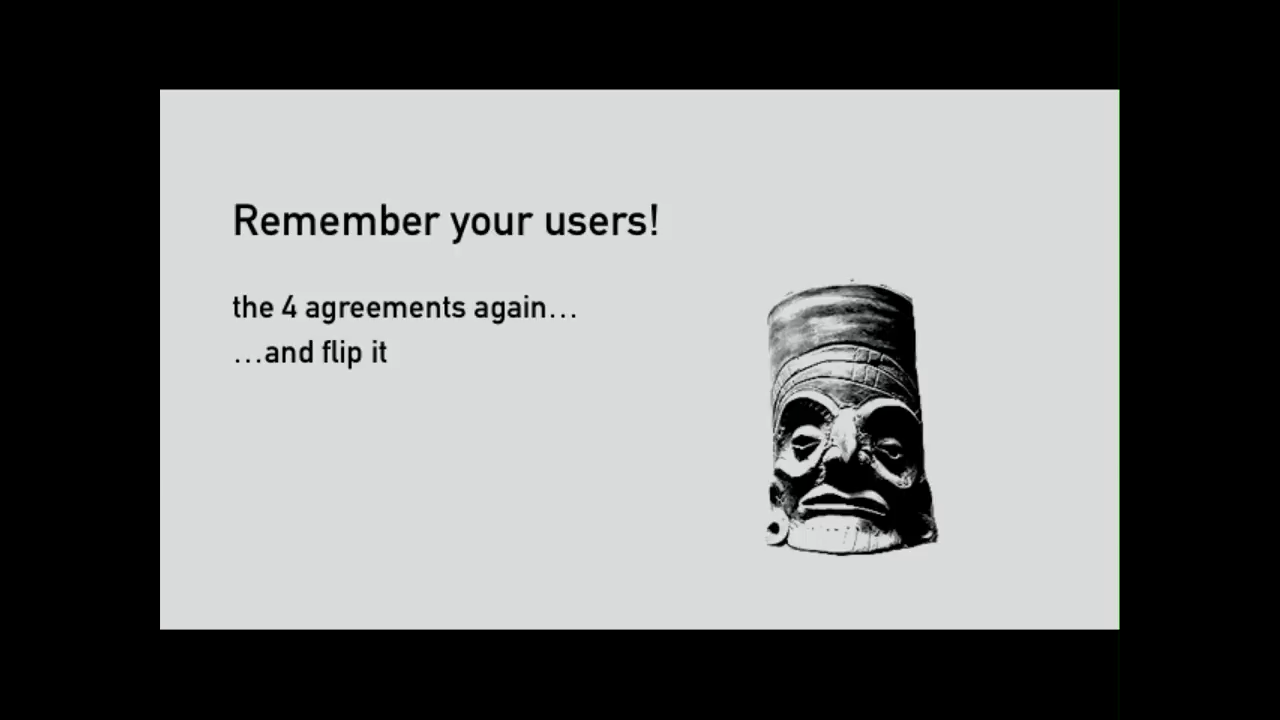 Remember your users!
the 4 agreements again…
…and flip it